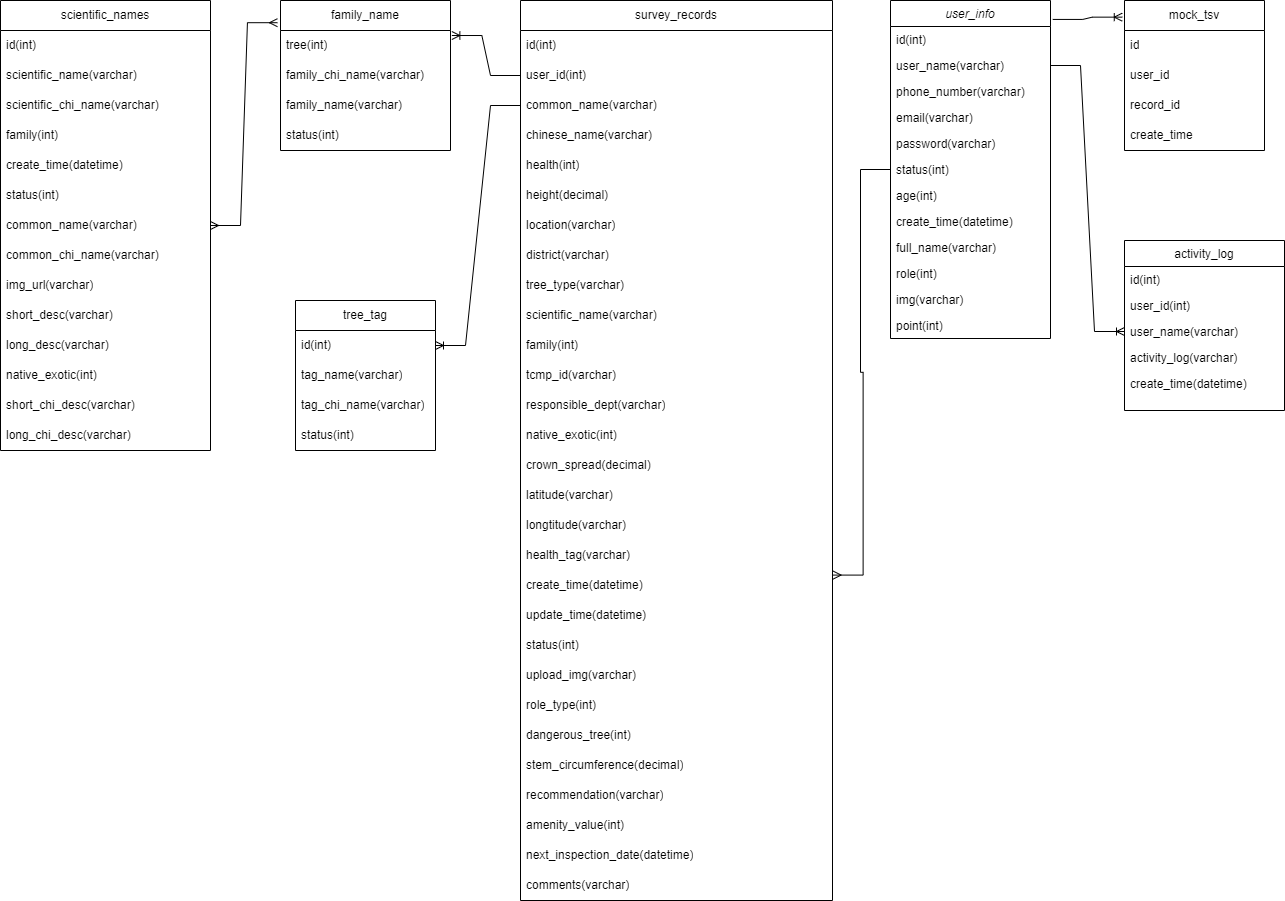 scientific_names
id(int)
scientific_name(varchar)
scientific_chi_name(varchar)
family(int)
create_time(datetime)
status(int)
common_name(varchar)
common_chi_name(varchar)
img_url(varchar)
short_desc(varchar)
long_desc(varchar)
native_exotic(int)
short_chi_desc(varchar)
long_chi_desc(varchar)
family_name
tree(int)
family_chi_name(varchar)
family_name(varchar)
status(int)
tree_tag
id(int)
tag_name(varchar)
tag_chi_name(varchar)
status(int)
survey_records
id(int)
user_id(int)
common_name(varchar)
chinese_name(varchar)
health(int)
height(decimal)
location(varchar)
district(varchar)
tree_type(varchar)
scientific_name(varchar)
family(int)
tcmp_id(varchar)
responsible_dept(varchar)
native_exotic(int)
crown_spread(decimal)
latitude(varchar)
longtitude(varchar)
health_tag(varchar)
create_time(datetime)
update_time(datetime)
status(int)
upload_img(varchar)
role_type(int)
dangerous_tree(int)
stem_circumference(decimal)
recommendation(varchar)
amenity_value(int)
next_inspection_date(datetime)
comments(varchar)
user_info
id(int)
user_name(varchar)
phone_number(varchar)
email(varchar)
password(varchar)
status(int)
age(int)
create_time(datetime)
full_name(varchar)
role(int)
img(varchar)
point(int)
mock_tsv
id
user_id
record_id
create_time
activity_log
id(int)
user_id(int)
user_name(varchar)
activity_log(varchar)
create_time(datetime)